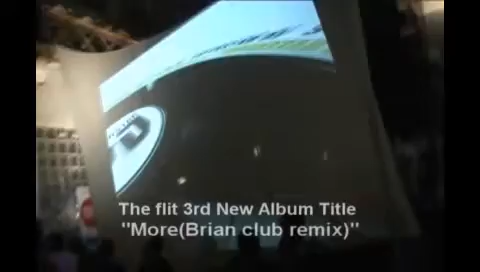 The flit 3rd New Album Title
"More(Brian club remix)"